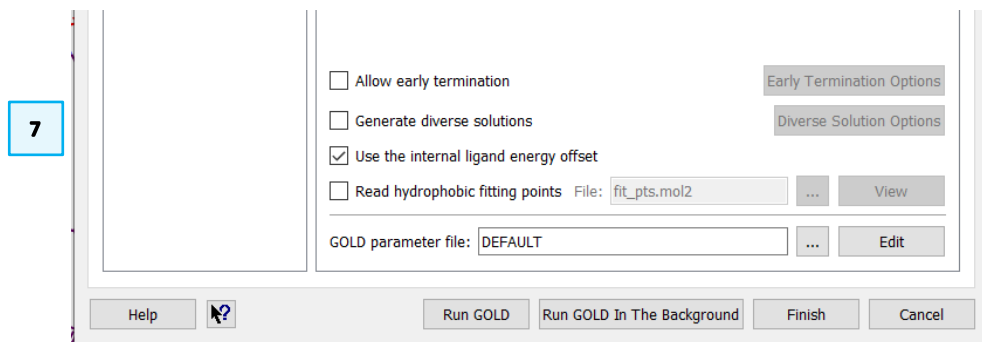 Allow early termination Early Termination Options
7 Generate diverse solutions Diverse Solution Options
Use the internal ligand energy offset
Read hydrophobic fitting points File: fit_pts.mol2 ... View
GOLD parameter file: DEFAULT ... Edit
Help ? Run GOLD Run GOLD In The Background Finish Cancel